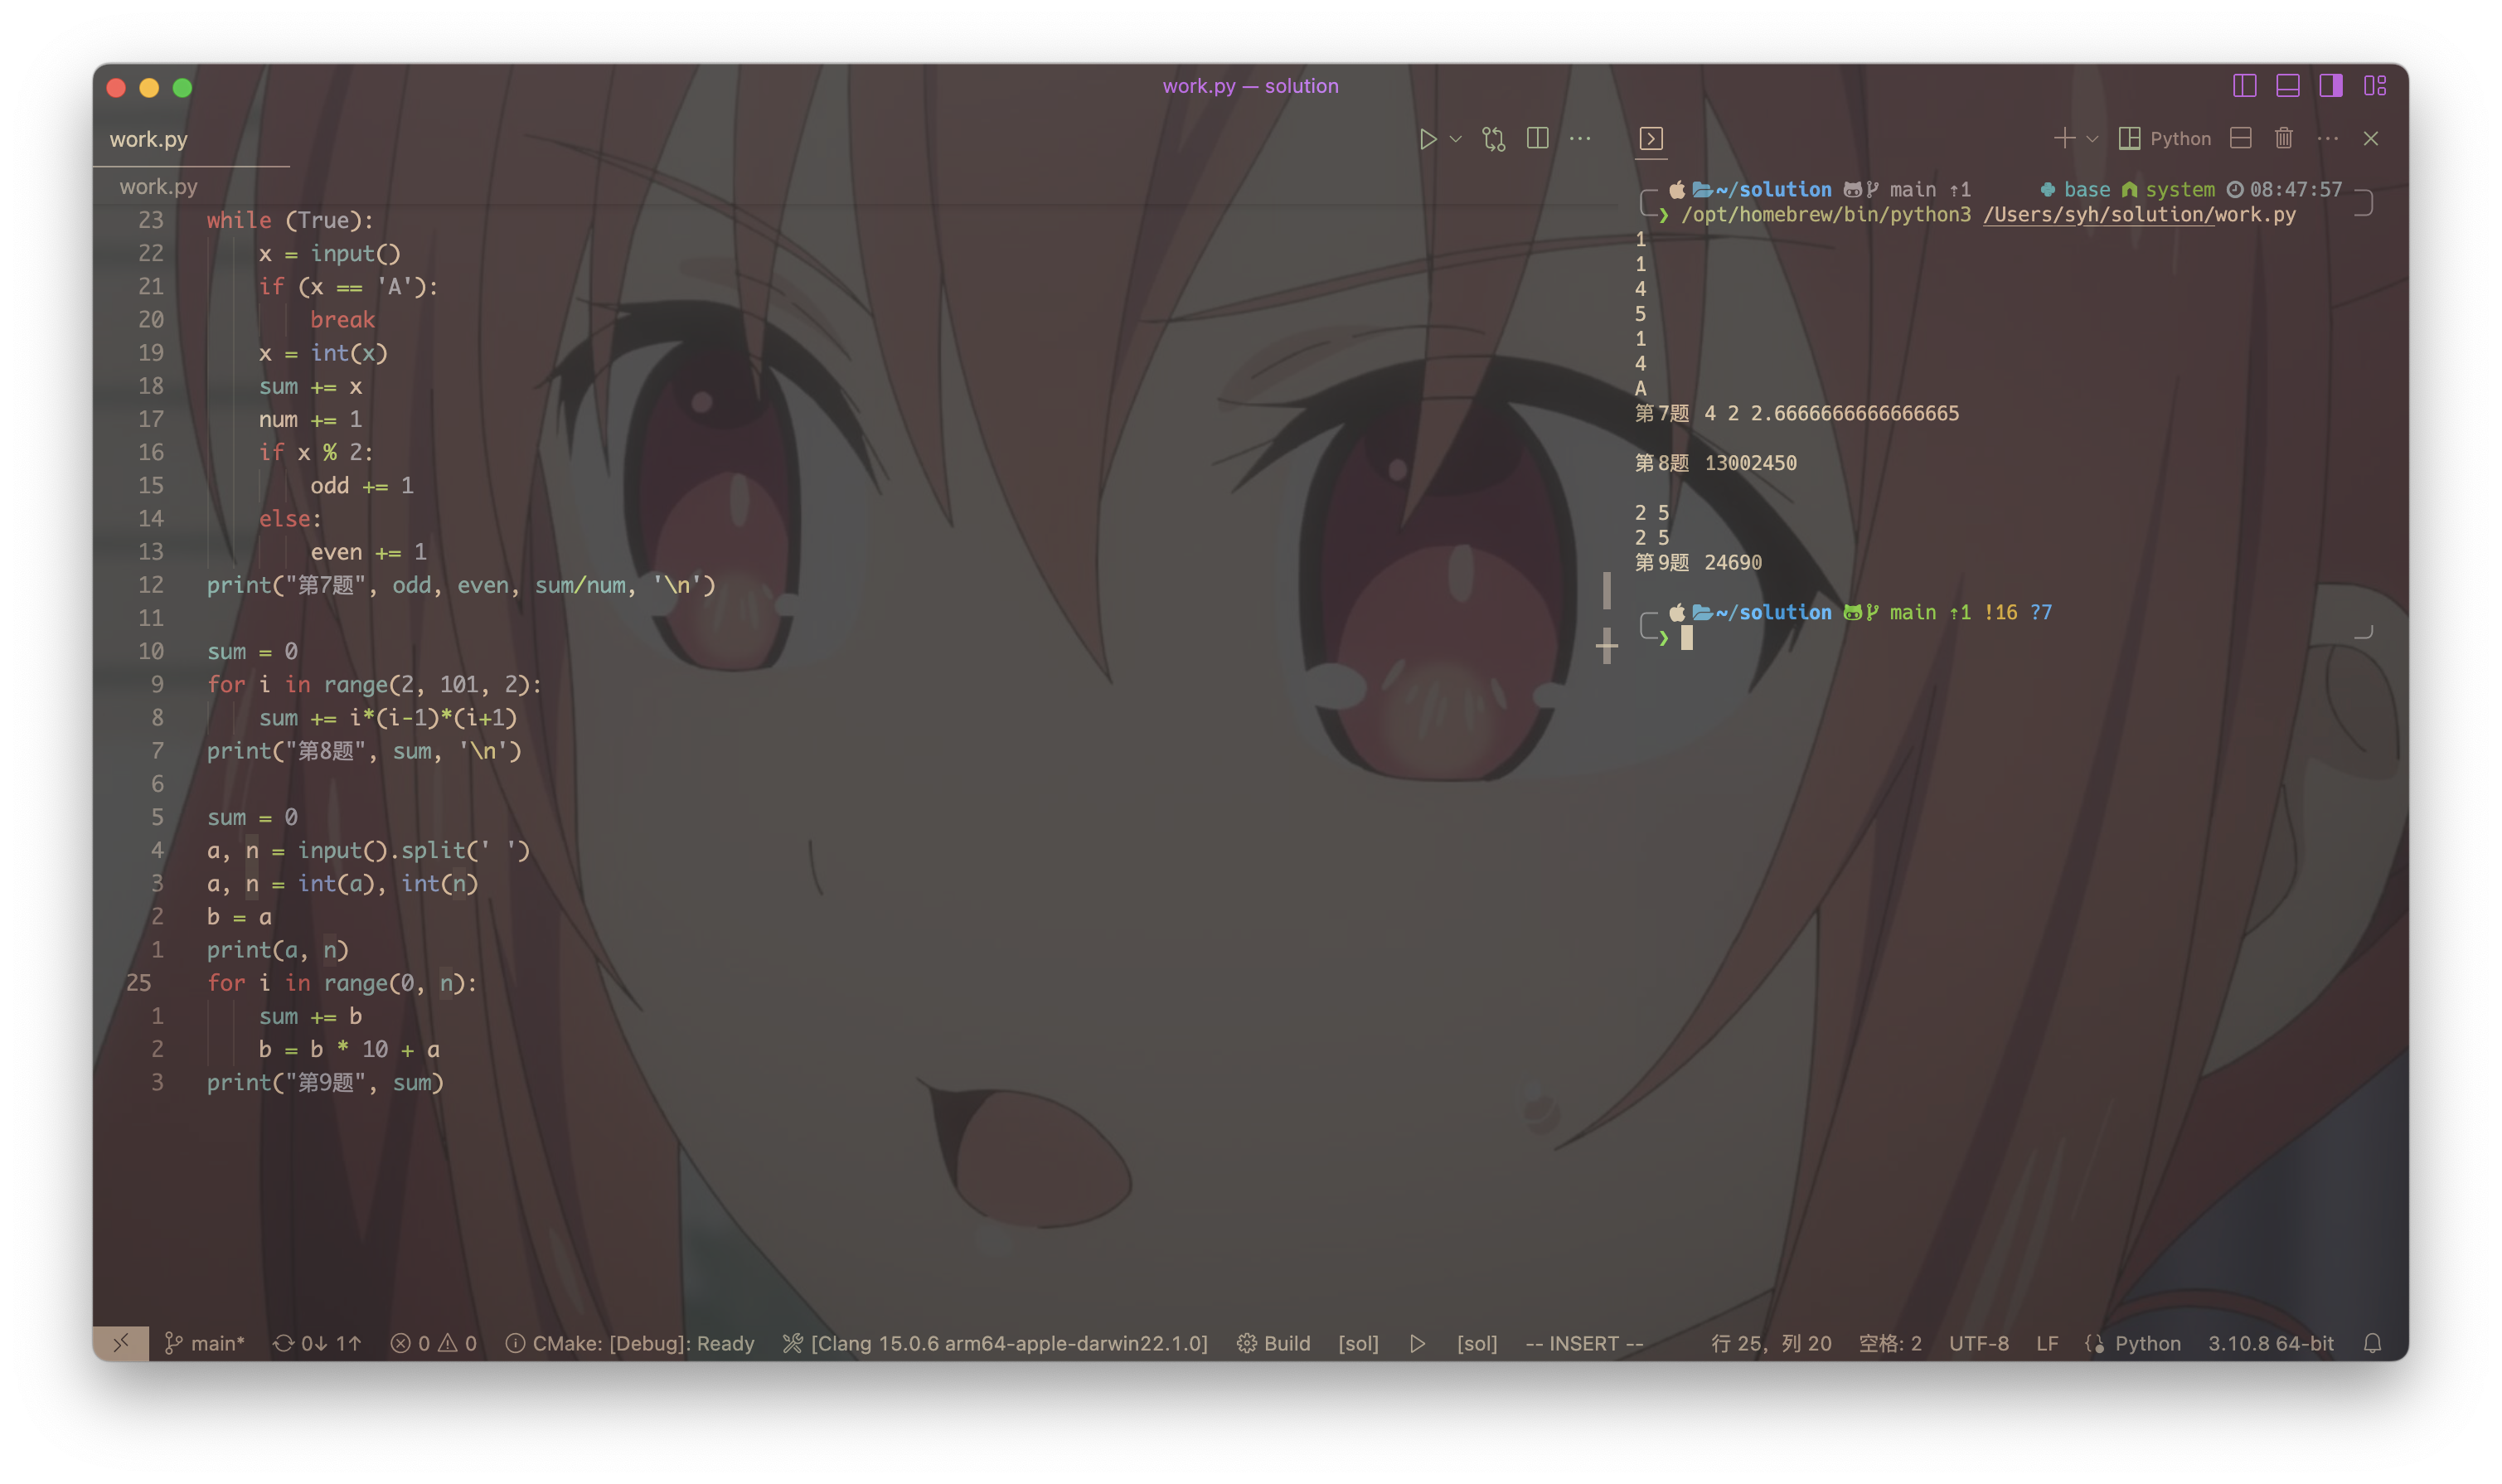 work.py — solution
work.py
work.py
23 while (True):
22 x = input()
21 if (x == 'A'):
20 break
19 x = int(x)
18 sum += x
17 num += 1
16 if x % 2:
15 odd += 1
14 else:
13 even += 1
12 print("第7题", odd, even, sum/num, '\n')
11
10 sum = 0
9 for i in range(2, 101, 2):
8 sum += i*(i-1)*(i+1)
7 print("第8题", sum, '\n')
6
5 sum = 0
4 a, n = input().split(' ')
3 a, n = int(a), int(n)
2 b = a
1 print(a, n)
25 for i in range(0, n):
1 sum += b
2 b = b * 10 + a
3 print("第9题", sum)
Python
~/solution main ⇡1 base system 08:47:57
❯ /opt/homebrew/bin/python3 /Users/syh/solution/work.py
1
1
4
5
1
4
A
第7题 4 2 2.6666666666666665
第8题 13002450
2 5
2 5
第9题 24690
~/solution main ⇡1 !16 ?7
❯
main* 0↓ 1↑ 0 0 CMake: [Debug]: Ready [Clang 15.0.6 arm64-apple-darwin22.1.0] Build [sol] [sol] -- INSERT -- 行 25，列 20 空格: 2 UTF-8 LF Python 3.10.8 64-bit